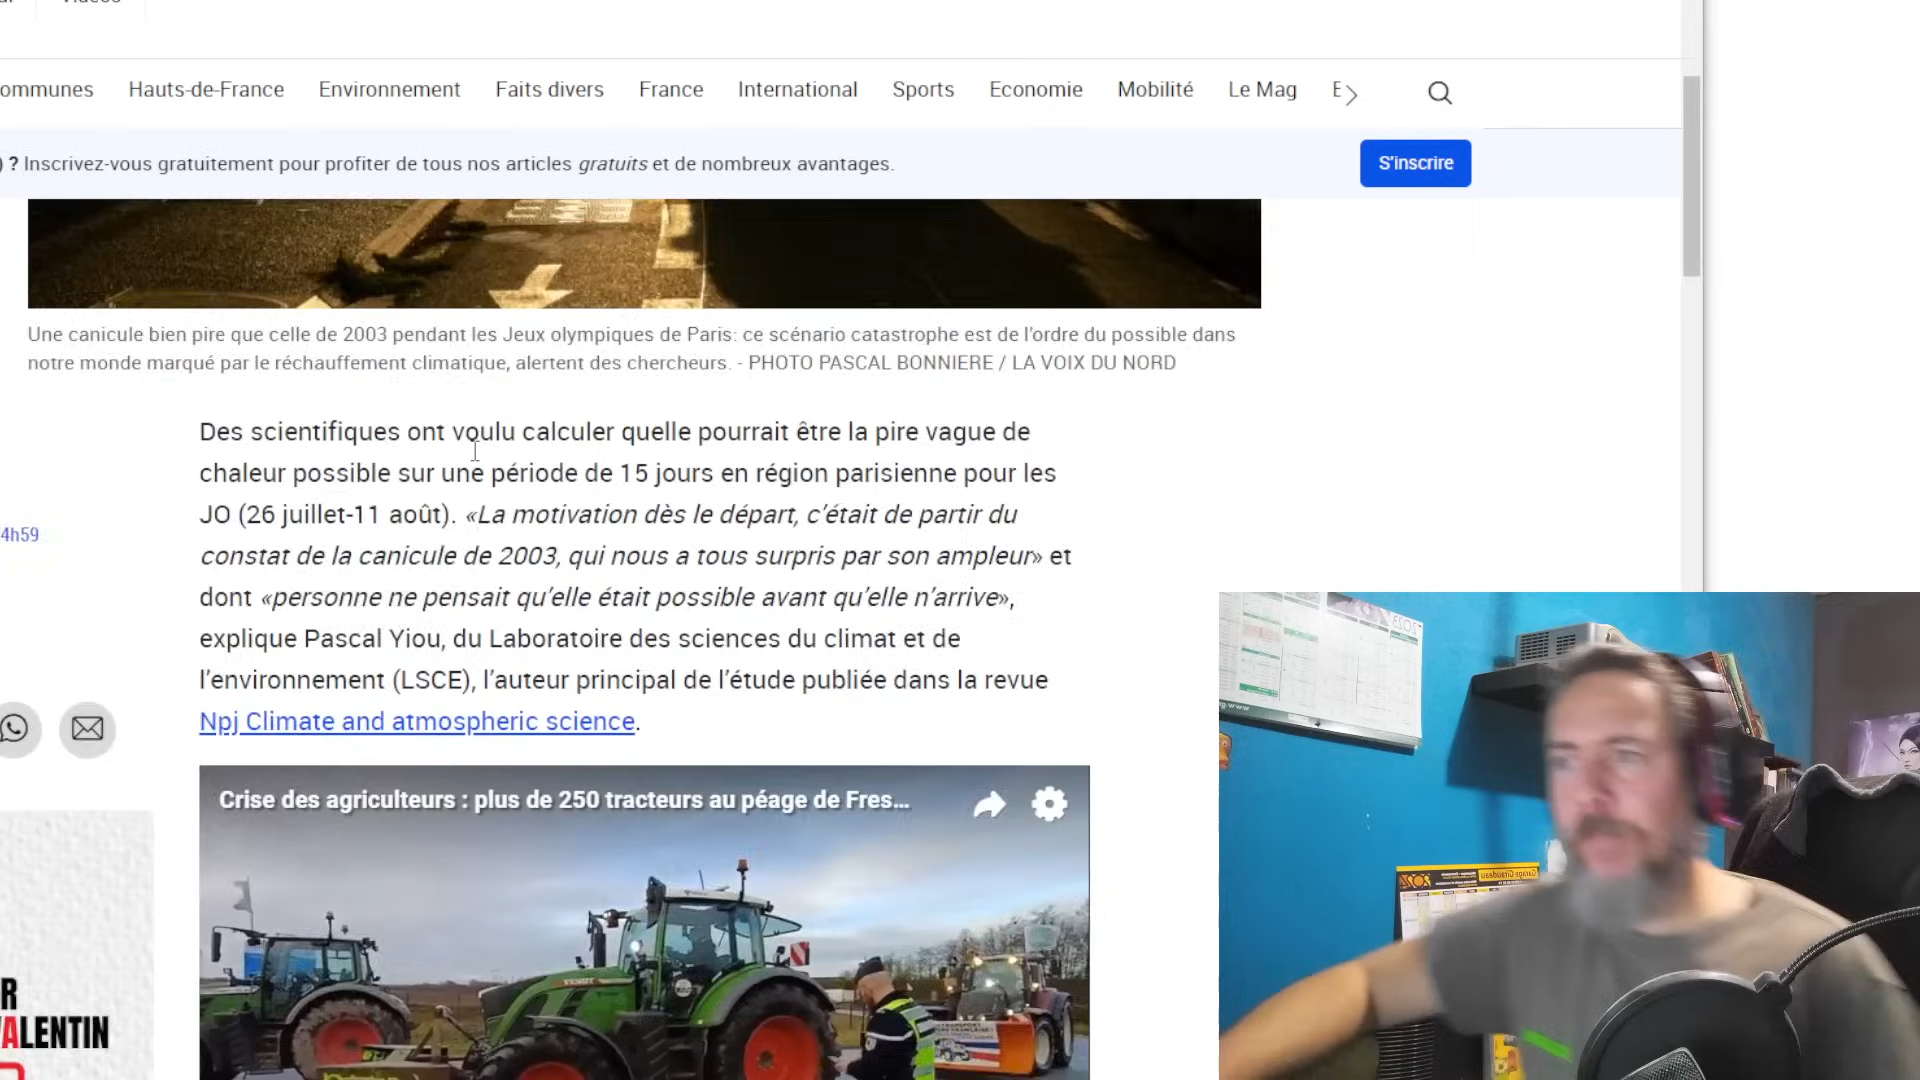 ommunes Hauts-de-France Environnement Faits divers France International Sports Economie Mobilité Le Mag E
) ? Inscrivez-vous gratuitement pour profiter de tous nos articles gratuits et de nombreux avantages.
S'inscrire
Une canicule bien pire que celle de 2003 pendant les Jeux olympiques de Paris: ce scénario catastrophe est de l'ordre du possible dans
notre monde marqué par le réchauffement climatique, alertent des chercheurs. - PHOTO PASCAL BONNIERE / LA VOIX DU NORD
Des scientifiques ont voulu calculer quelle pourrait être la pire vague de
chaleur possible sur une période de 15 jours en région parisienne pour les
JO (26 juillet-11 août). «La motivation dès le départ, c'était de partir du
constat de la canicule de 2003, qui nous a tous surpris par son ampleur» et
dont «personne ne pensait qu'elle était possible avant qu'elle n'arrive»,
explique Pascal Yiou, du Laboratoire des sciences du climat et de
l'environnement (LSCE), l'auteur principal de l'étude publiée dans la revue
Npj Climate and atmospheric science.
4h59
Crise des agriculteurs : plus de 250 tracteurs au péage de Fres...
R
ALENTIN
2023